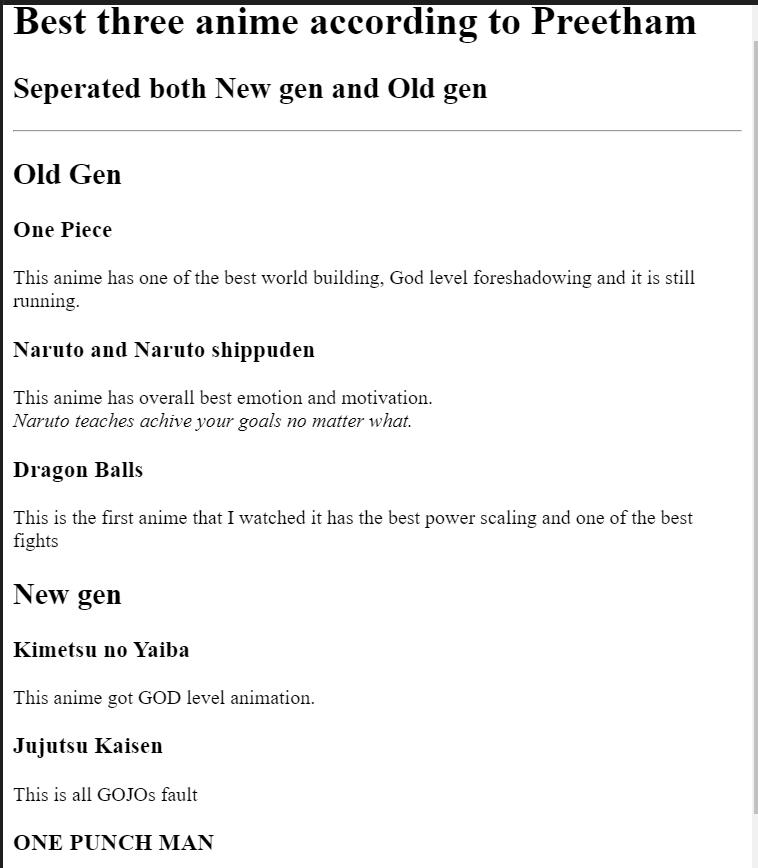 Best three anime according to Preetham
Seperated both New gen and Old gen
Old Gen
One Piece
This anime has one of the best world building, God level foreshadowing and it is still
running.
Naruto and Naruto shippuden
This anime has overall best emotion and motivation.
Naruto teaches achive your goals no matter what.
Dragon Balls
This is the first anime that I watched it has the best power scaling and one of the best
fights
New gen
Kimetsu no Yaiba
This anime got GOD level animation.
Jujutsu Kaisen
This is all GOJOs fault
ONE PUNCH MAN